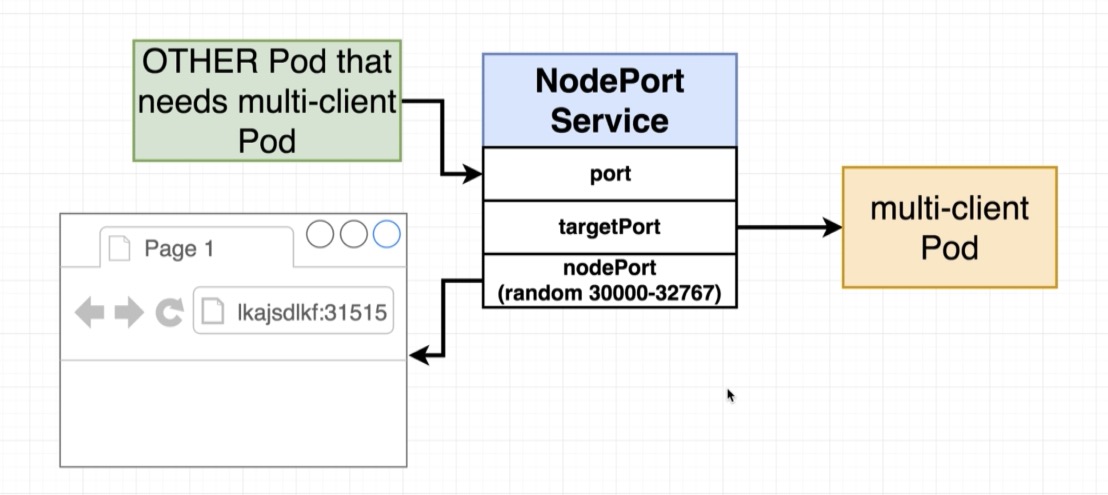 OTHER Pod that
needs multi-client
Pod
NodePort
Service
port
targetPort
nodePort
(random 30000-32767)
multi-client
Pod
Page 1
lkajsdlkf:31515